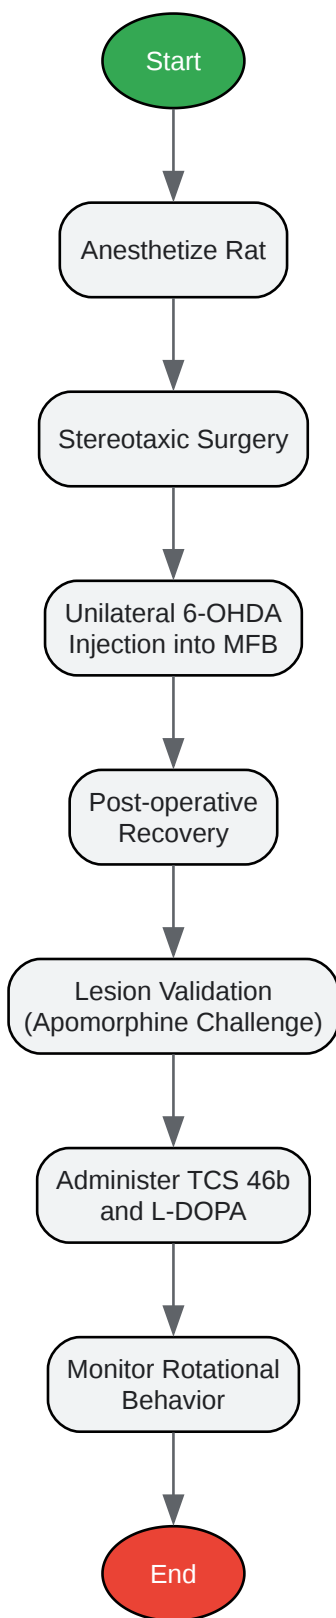 Start
Anesthetize Rat
Stereotaxic Surgery
Unilateral 6-OHDA
Injection into MFB
Post-operative
Recovery
Lesion Validation
(Apomorphine Challenge)
Administer TCS 46b
and L-DOPA
Monitor Rotational
Behavior
End